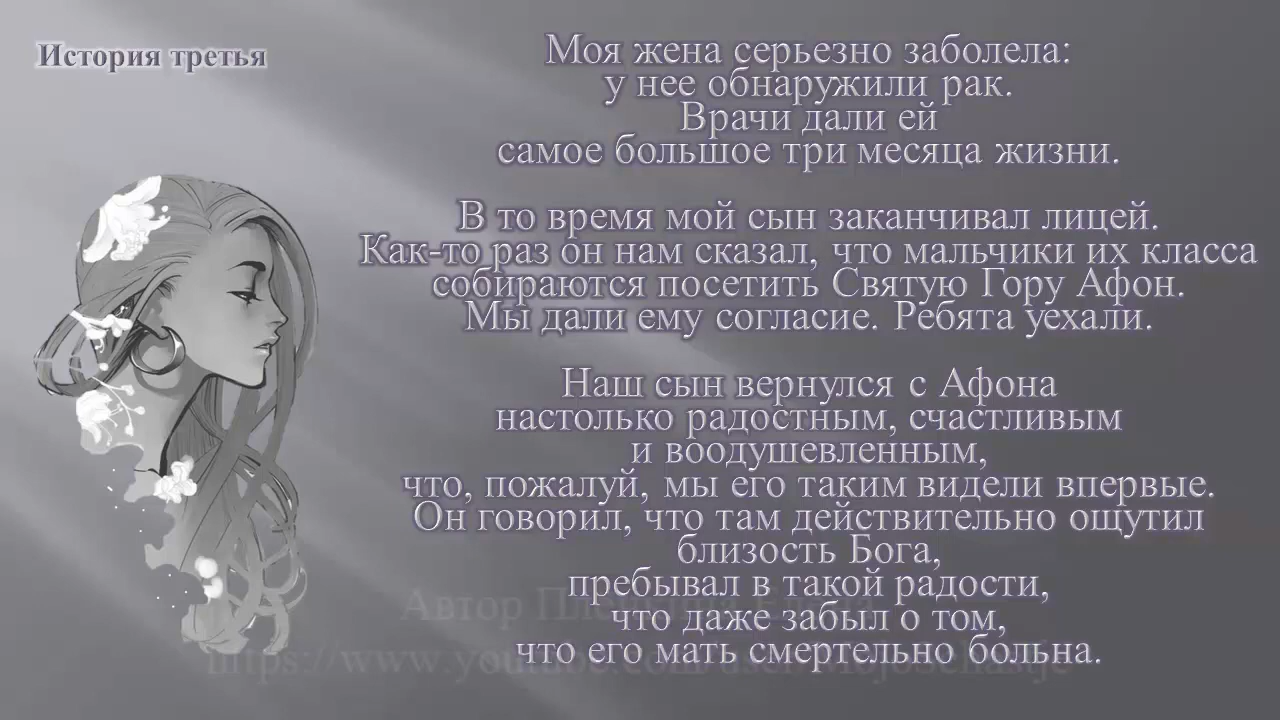 История третья
Моя жена серьезно заболела:
у нее обнаружили рак.
Врачи дали ей
самое большое три месяца жизни.
В то время мой сын заканчивал лицей.
Как-то раз он нам сказал, что мальчики их класса
собираются посетить Святую Гору Афон.
Мы дали ему согласие. Ребята уехали.
Наш сын вернулся с Афона
настолько радостным, счастливым
и воодушевленным,
что, пожалуй, мы его таким видели впервые.
Он говорил, что там действительно ощутил
близость Бога,
пребывал в такой радости,
что даже забыл о том,
что его мать смертельно больна.
Автор